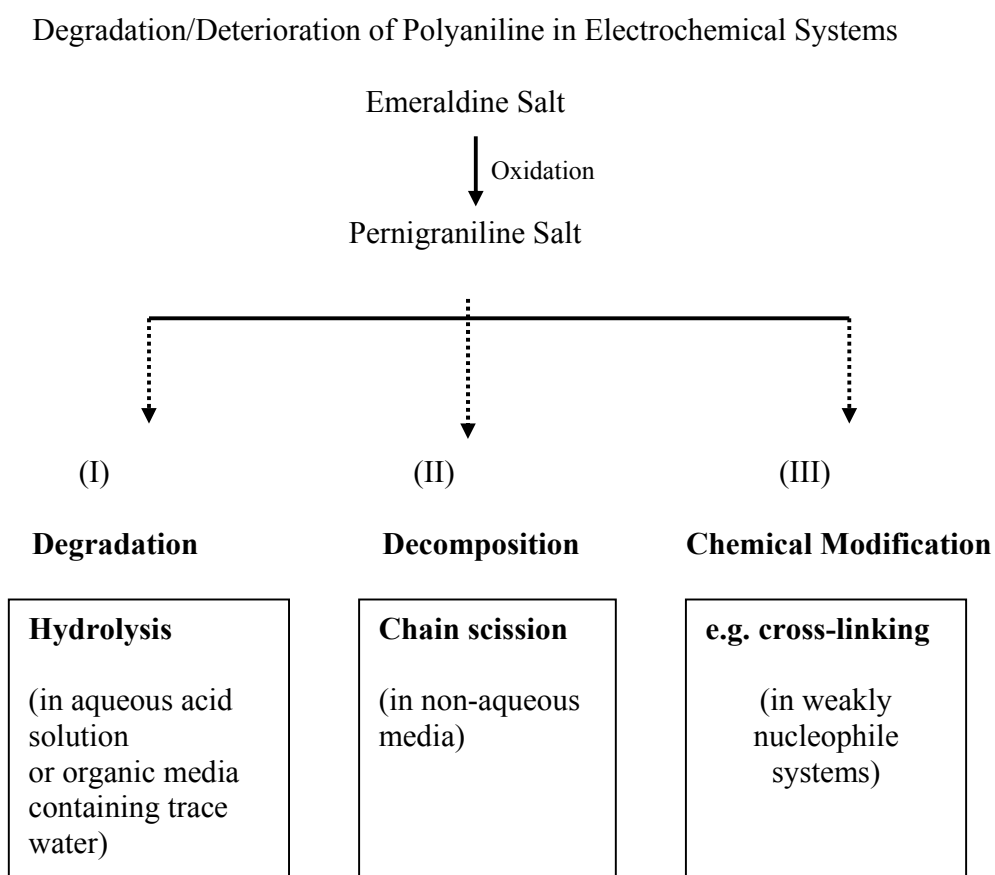 Degradation/Deterioration of Polyaniline in Electrochemical Systems
Emeraldine Salt
Oxidation
Pernigraniline Salt
(I)
(II)
(III)
Degradation
Decomposition
Chemical Modification
Hydrolysis
(in aqueous acid
solution
or organic media
containing trace
water)
Chain scission
(in non-aqueous
media)
e.g. cross-linking
(in weakly
nucleophile
systems)